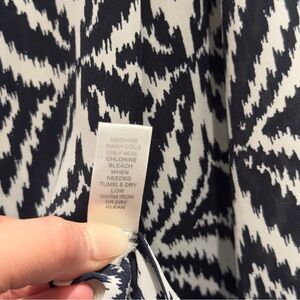 MACHINE
WASH COLD
ONLY NON-
CHLORINE
BLEACH
WHEN
NEEDED
TUMBLE DRY
LOW
WARM IRON
OR DRY
CLEAN